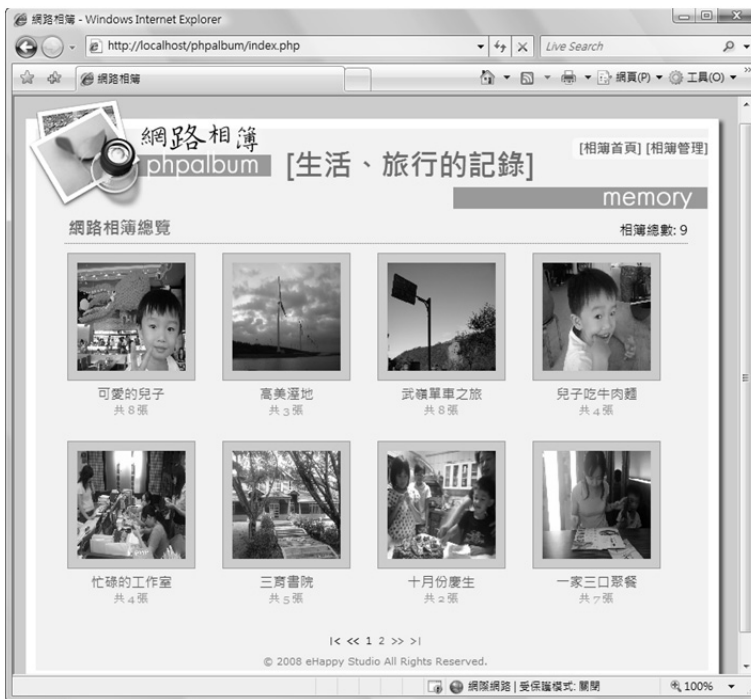 網路相簿 - Windows Internet Explorer
http://localhost/phpalbum/index.php
Live Search
網路相簿
網頁(P)
工具(O)
網路相簿
phpalbum
[生活、旅行的記錄]
[相簿首頁] [相簿管理]
memory
網路相簿總覽
相簿總數: 9
可愛的兒子
共 8 張
高美溼地
共 3 張
武嶺單車之旅
共 8 張
兒子吃牛肉麵
共 4 張
忙碌的工作室
共 4 張
三育書院
共 5 張
十月份慶生
共 2 張
一家三口聚餐
共 7 張
|< << 1 2 >> >|
© 2008 eHappy Studio All Rights Reserved.
網際網路 | 受保護模式: 關閉
100%